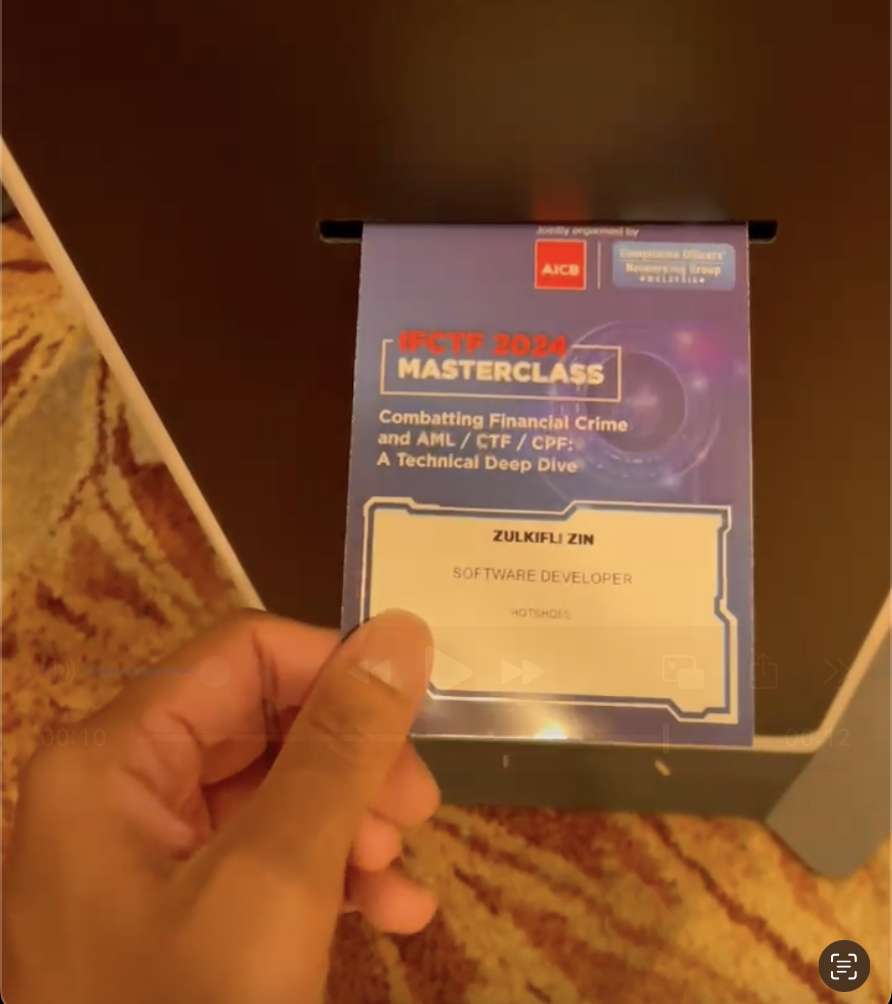 Jointly organised by
AICB
Compliance Officers'
Networking Group
★MALAYSIA★
IFCTF 2024
MASTERCLASS
Combatting Financial Crime
and AML / CTF / CPF:
A Technical Deep Dive
ZULKIFLI ZIN
SOFTWARE DEVELOPER
HOTSHOES
00:10
00:12